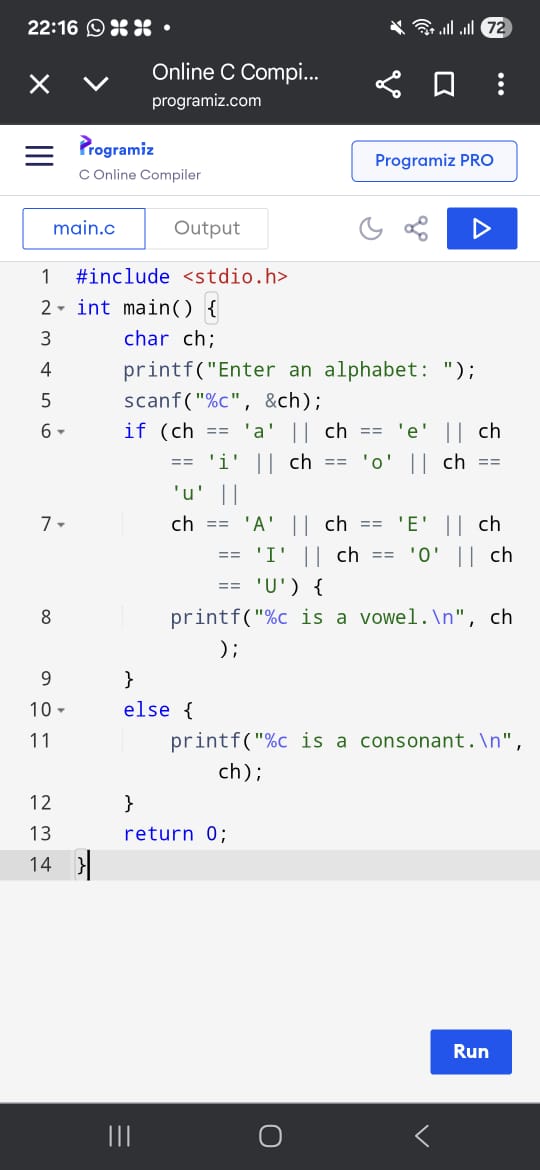 22:16
72
Online C Compi...
programiz.com
Programiz
C Online Compiler
Programiz PRO
main.c
Output
1 #include <stdio.h>
2 int main() {
3 char ch;
4 printf("Enter an alphabet: ");
5 scanf("%c", &ch);
6 if (ch == 'a' || ch == 'e' || ch
== 'i' || ch == 'o' || ch ==
'u' ||
7 ch == 'A' || ch == 'E' || ch
== 'I' || ch == 'O' || ch
== 'U') {
8 printf("%c is a vowel.\n", ch
);
9 }
10 else {
11 printf("%c is a consonant.\n",
ch);
12 }
13 return 0;
14 }
Run